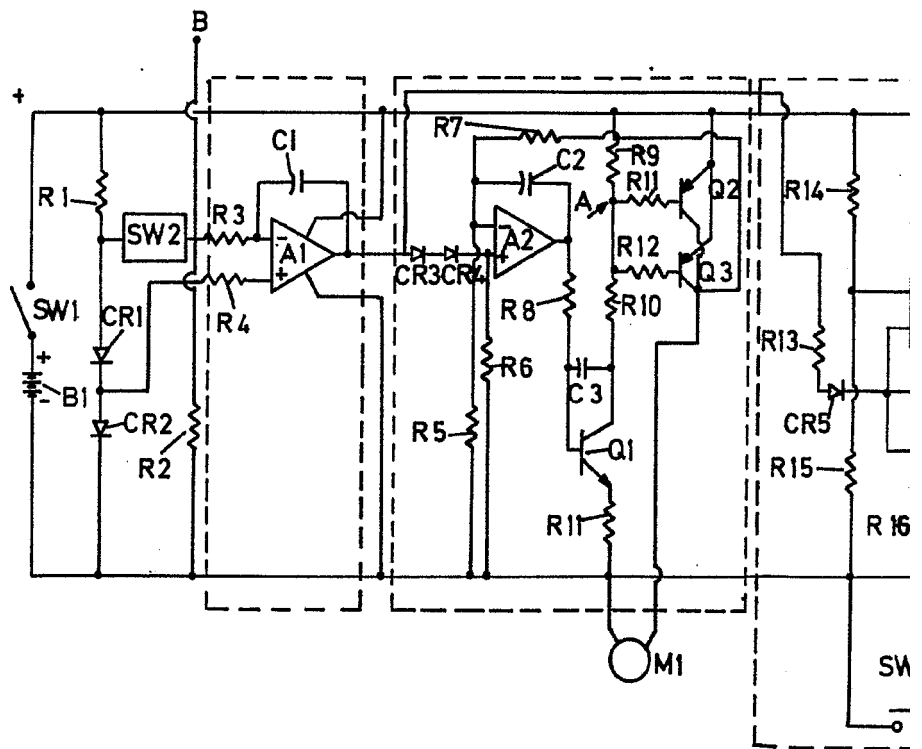 B
+
R7
C1
C2
R9
R11
Q2
R14
R1
A
SW2
R3
A1
-
+
A2
-
+
R12
Q3
CR3
CR4
SW1
R4
R8
R10
CR1
R13
+
B1
-
R6
C3
CR5
CR2
R5
Q1
R2
R15
R11
R16
M1
SW